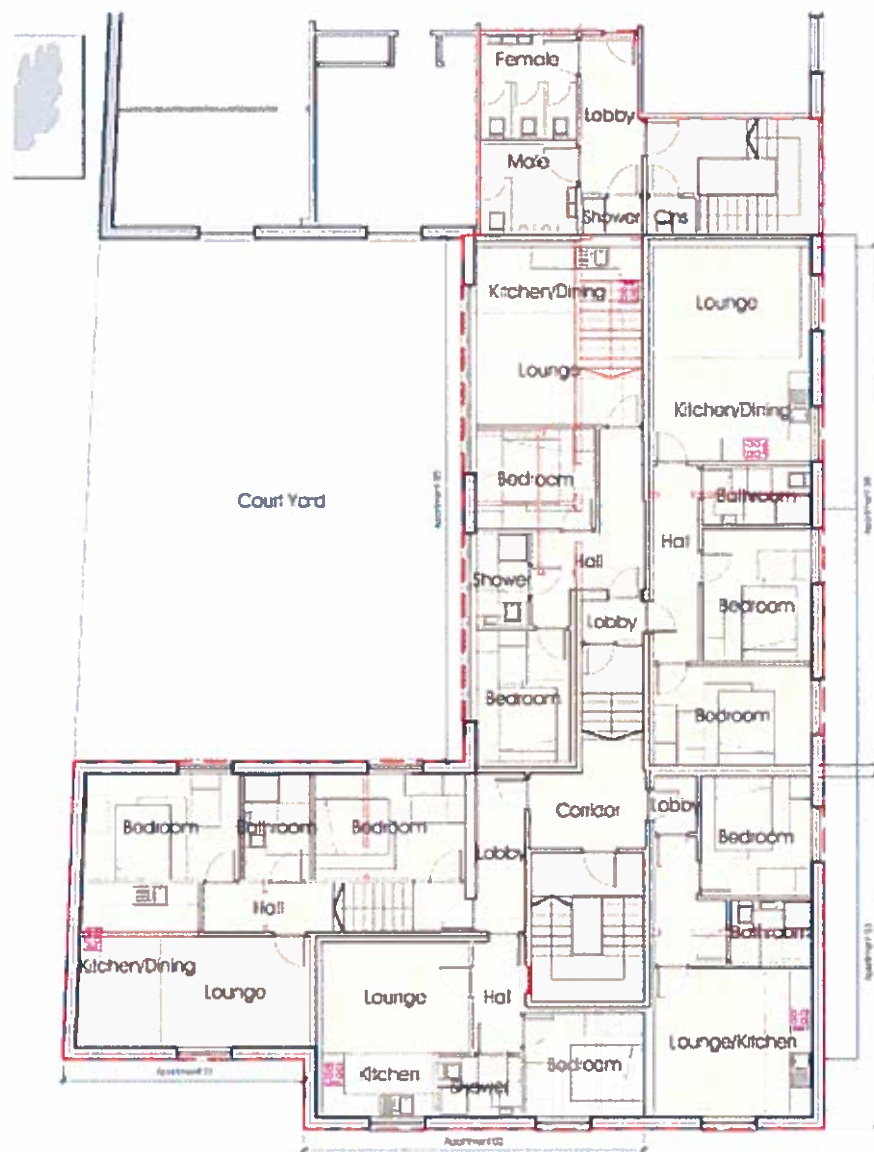 Female
Lobby
Male
Shower
Clns
Kitchen/Dining
Lounge
Lounge
Kitchen/Dining
Bedroom
Bathroom
Court Yard
Hall
Hall
Shower
Bedroom
Lobby
Bedroom
Bedroom
Corridor
Lobby
Bedroom
Bathroom
Bedroom
Bedroom
Lobby
Hall
Bathroom
Kitchen/Dining
Lounge
Lounge
Hall
Lounge/Kitchen
Kitchen
Shower
Bedroom